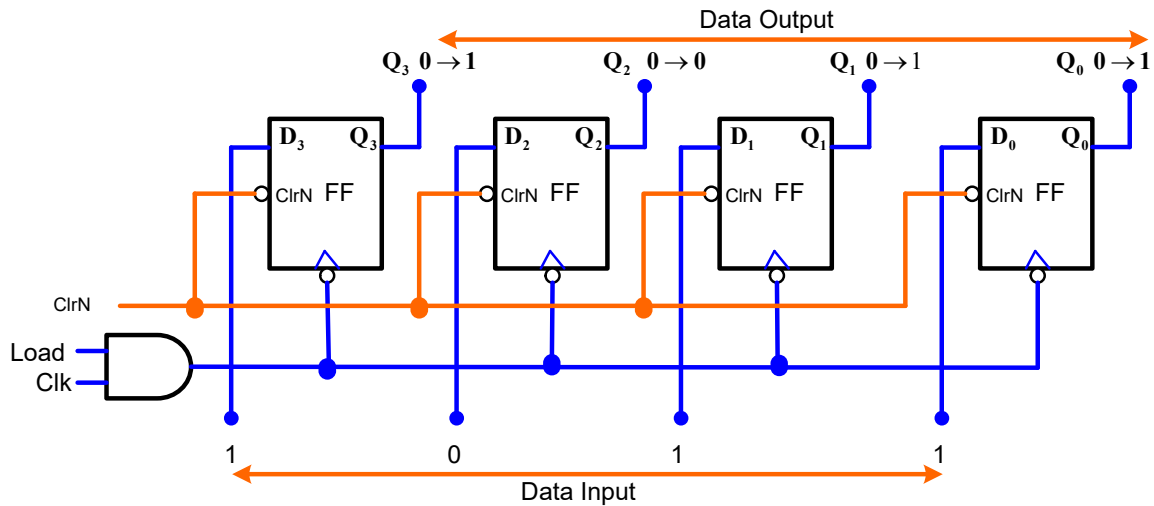 Data Output
Q₃ 0→1 Q₂ 0→0 Q₁ 0→1 Q₀ 0→1
D₃ Q₃ D₂ Q₂ D₁ Q₁ D₀ Q₀
ClrN FF ClrN FF ClrN FF ClrN FF
ClrN
Load
Clk
1 0 1 1
Data Input